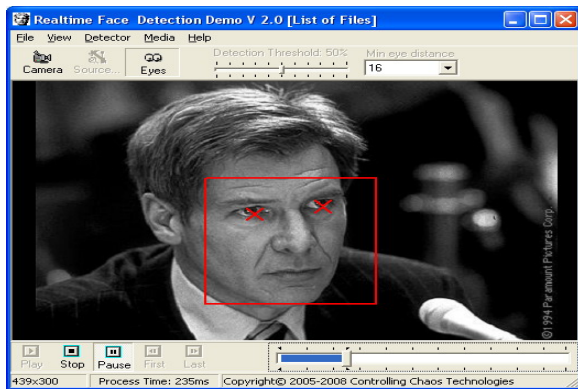 Realtime Face Detection Demo V 2.0 [List of Files]
File View Detector Media Help
Camera Source... Eyes
Detection Threshold: 50%
Min eye distance
16
©1994 Paramount Pictures Corp.
Play Stop Pause First Last
439x300 Process Time: 235ms Copyright© 2005-2008 Controlling Chaos Technologies